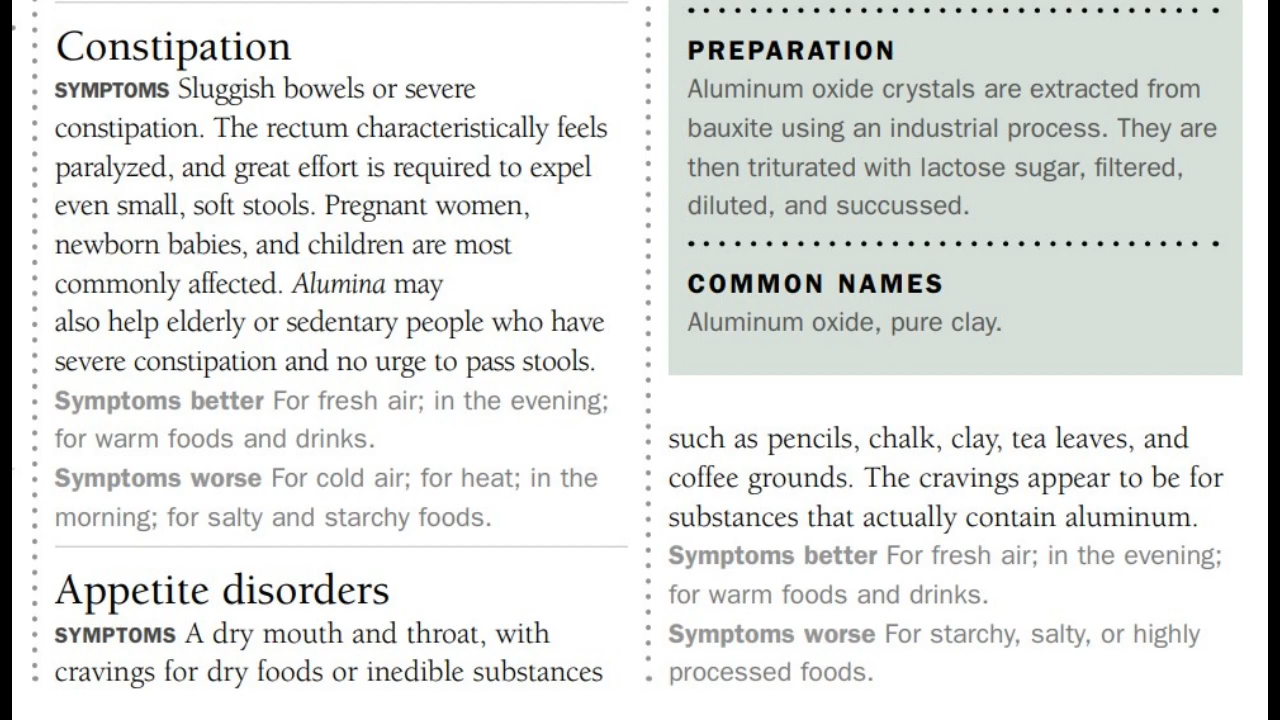 Constipation
SYMPTOMS Sluggish bowels or severe
constipation. The rectum characteristically feels
paralyzed, and great effort is required to expel
even small, soft stools. Pregnant women,
newborn babies, and children are most
commonly affected. Alumina may
also help elderly or sedentary people who have
severe constipation and no urge to pass stools.
Symptoms better For fresh air; in the evening;
for warm foods and drinks.
Symptoms worse For cold air; for heat; in the
morning; for salty and starchy foods.
Appetite disorders
SYMPTOMS A dry mouth and throat, with
cravings for dry foods or inedible substances
PREPARATION
Aluminum oxide crystals are extracted from
bauxite using an industrial process. They are
then triturated with lactose sugar, filtered,
diluted, and succussed.
COMMON NAMES
Aluminum oxide, pure clay.
such as pencils, chalk, clay, tea leaves, and
coffee grounds. The cravings appear to be for
substances that actually contain aluminum.
Symptoms better For fresh air; in the evening;
for warm foods and drinks.
Symptoms worse For starchy, salty, or highly
processed foods.